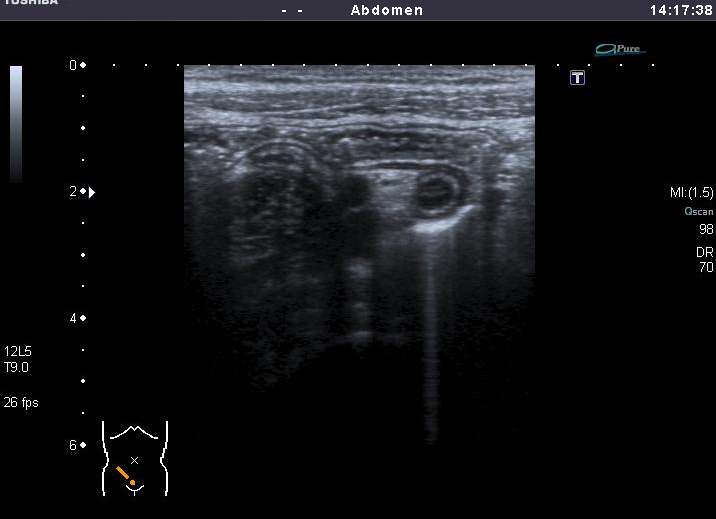 TOSHIBA
- - Abdomen 14:17:38
aPure
0
T
2
MI:(1.5)
Qscan
98
DR
70
4
12L5
T9.0
26 fps
6